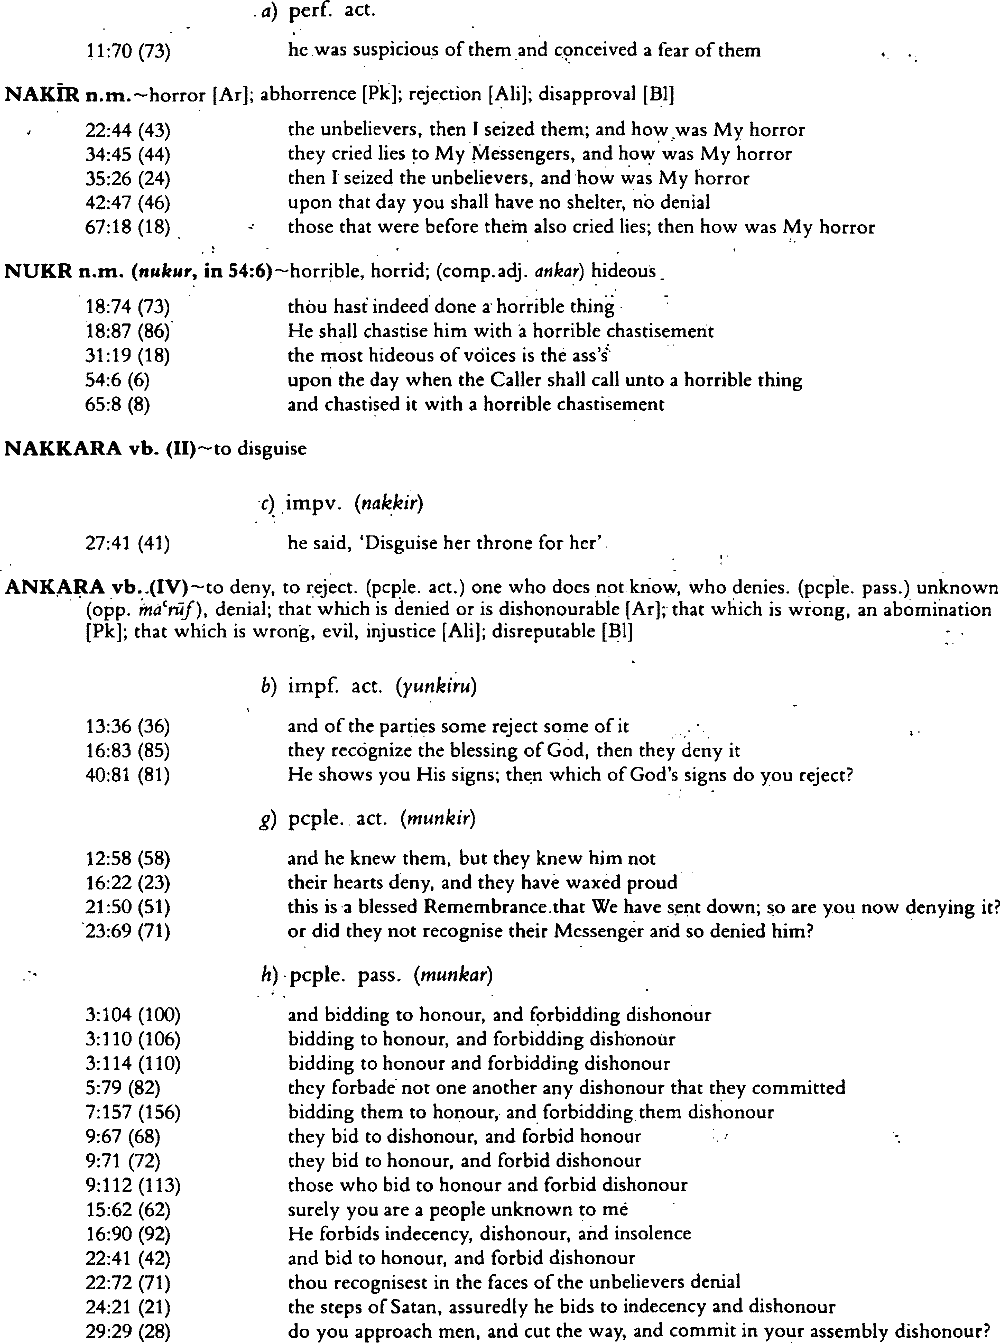 a) perf. act.
11:70 (73) he was suspicious of them and conceived a fear of them
NAKĪR n.m.~horror [Ar]; abhorrence [Pk]; rejection [Ali]; disapproval [Bl]
22:44 (43) the unbelievers, then I seized them; and how was My horror
34:45 (44) they cried lies to My Messengers, and how was My horror
35:26 (24) then I seized the unbelievers, and how was My horror
42:47 (46) upon that day you shall have no shelter, no denial
67:18 (18) those that were before them also cried lies; then how was My horror
NUKR n.m. (nukur, in 54:6)~horrible, horrid; (comp.adj. ankar) hideous
18:74 (73) thou hast indeed done a horrible thing
18:87 (86) He shall chastise him with a horrible chastisement
31:19 (18) the most hideous of voices is the ass's
54:6 (6) upon the day when the Caller shall call unto a horrible thing
65:8 (8) and chastised it with a horrible chastisement
NAKKARA vb. (II)~to disguise
c) impv. (nakkir)
27:41 (41) he said, 'Disguise her throne for her'
ANKARA vb. (IV)~to deny, to reject. (pcple. act.) one who does not know, who denies. (pcple. pass.) unknown
(opp. maʿrūf), denial; that which is denied or is dishonourable [Ar]; that which is wrong, an abomination
[Pk]; that which is wrong, evil, injustice [Ali]; disreputable [Bl]
b) impf. act. (yunkiru)
13:36 (36) and of the parties some reject some of it
16:83 (85) they recognize the blessing of God, then they deny it
40:81 (81) He shows you His signs; then which of God's signs do you reject?
g) pcple. act. (munkir)
12:58 (58) and he knew them, but they knew him not
16:22 (23) their hearts deny, and they have waxed proud
21:50 (51) this is a blessed Remembrance that We have sent down; so are you now denying it?
23:69 (71) or did they not recognise their Messenger and so denied him?
h) pcple. pass. (munkar)
3:104 (100) and bidding to honour, and forbidding dishonour
3:110 (106) bidding to honour, and forbidding dishonour
3:114 (110) bidding to honour and forbidding dishonour
5:79 (82) they forbade not one another any dishonour that they committed
7:157 (156) bidding them to honour, and forbidding them dishonour
9:67 (68) they bid to dishonour, and forbid honour
9:71 (72) they bid to honour, and forbid dishonour
9:112 (113) those who bid to honour and forbid dishonour
15:62 (62) surely you are a people unknown to me
16:90 (92) He forbids indecency, dishonour, and insolence
22:41 (42) and bid to honour, and forbid dishonour
22:72 (71) thou recognisest in the faces of the unbelievers denial
24:21 (21) the steps of Satan, assuredly he bids to indecency and dishonour
29:29 (28) do you approach men, and cut the way, and commit in your assembly dishonour?